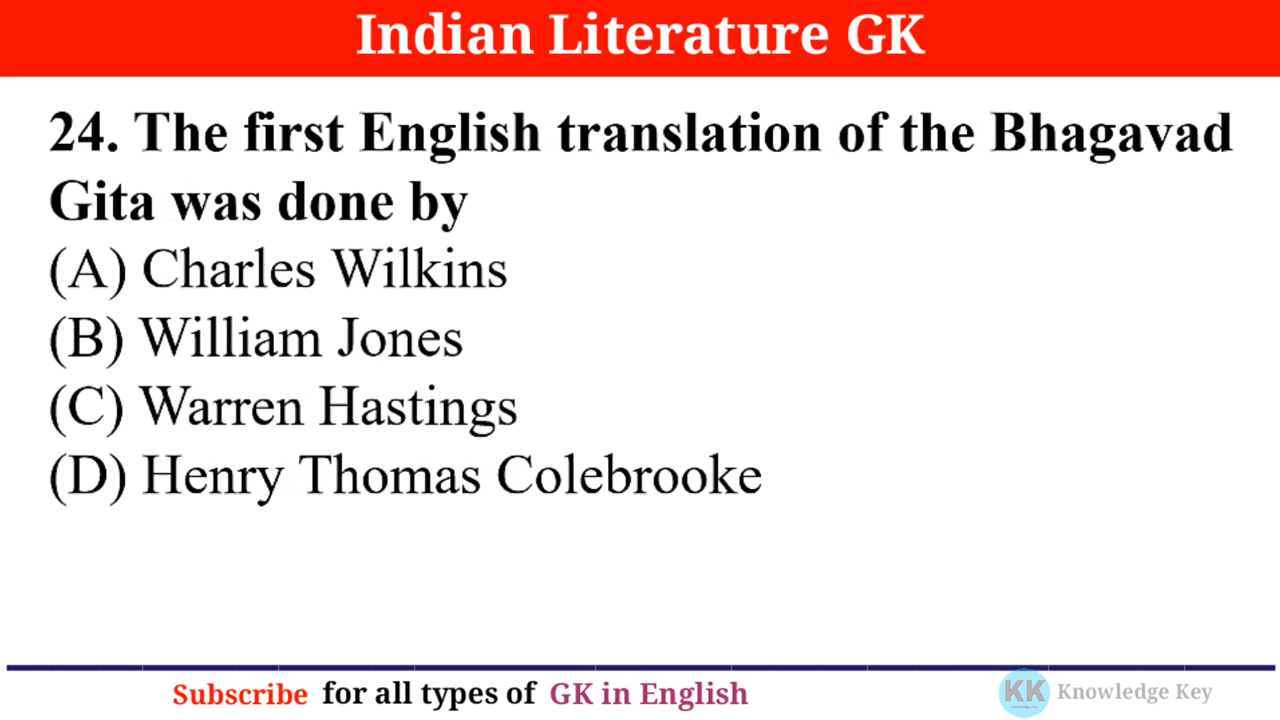 Indian Literature GK
24. The first English translation of the Bhagavad
Gita was done by
(A) Charles Wilkins
(B) William Jones
(C) Warren Hastings
(D) Henry Thomas Colebrooke
Subscribe for all types of GK in English
KK Knowledge Key